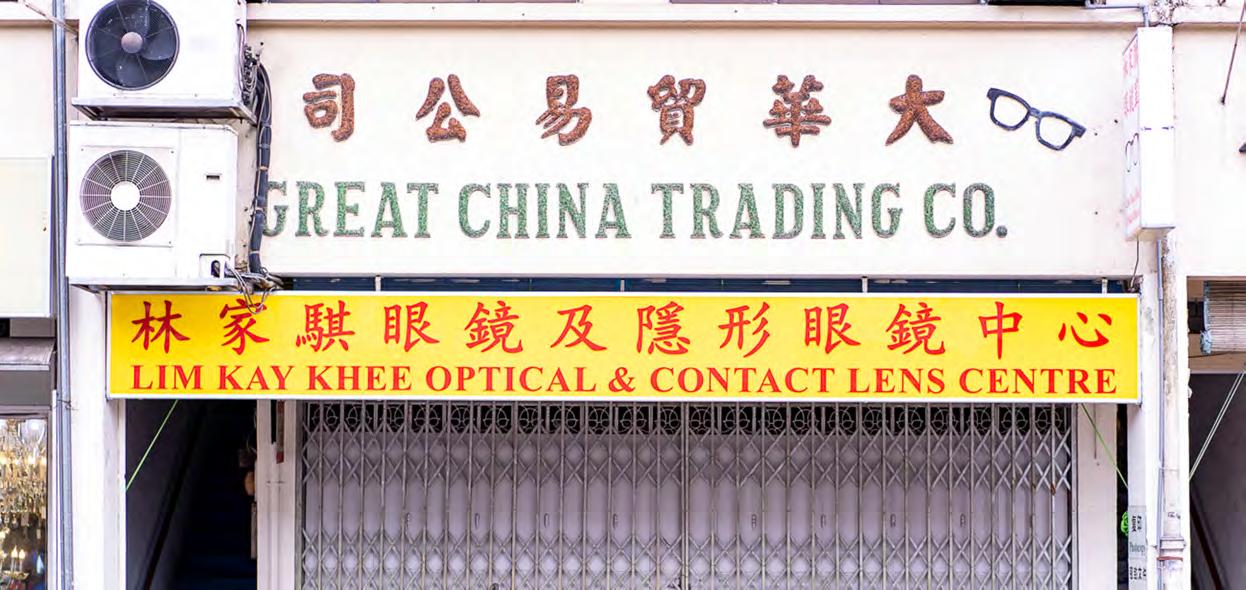 大華貿易公司
GREAT CHINA TRADING CO.
林家騏眼鏡及隱形眼鏡中心
LIM KAY KHEE OPTICAL & CONTACT LENS CENTRE